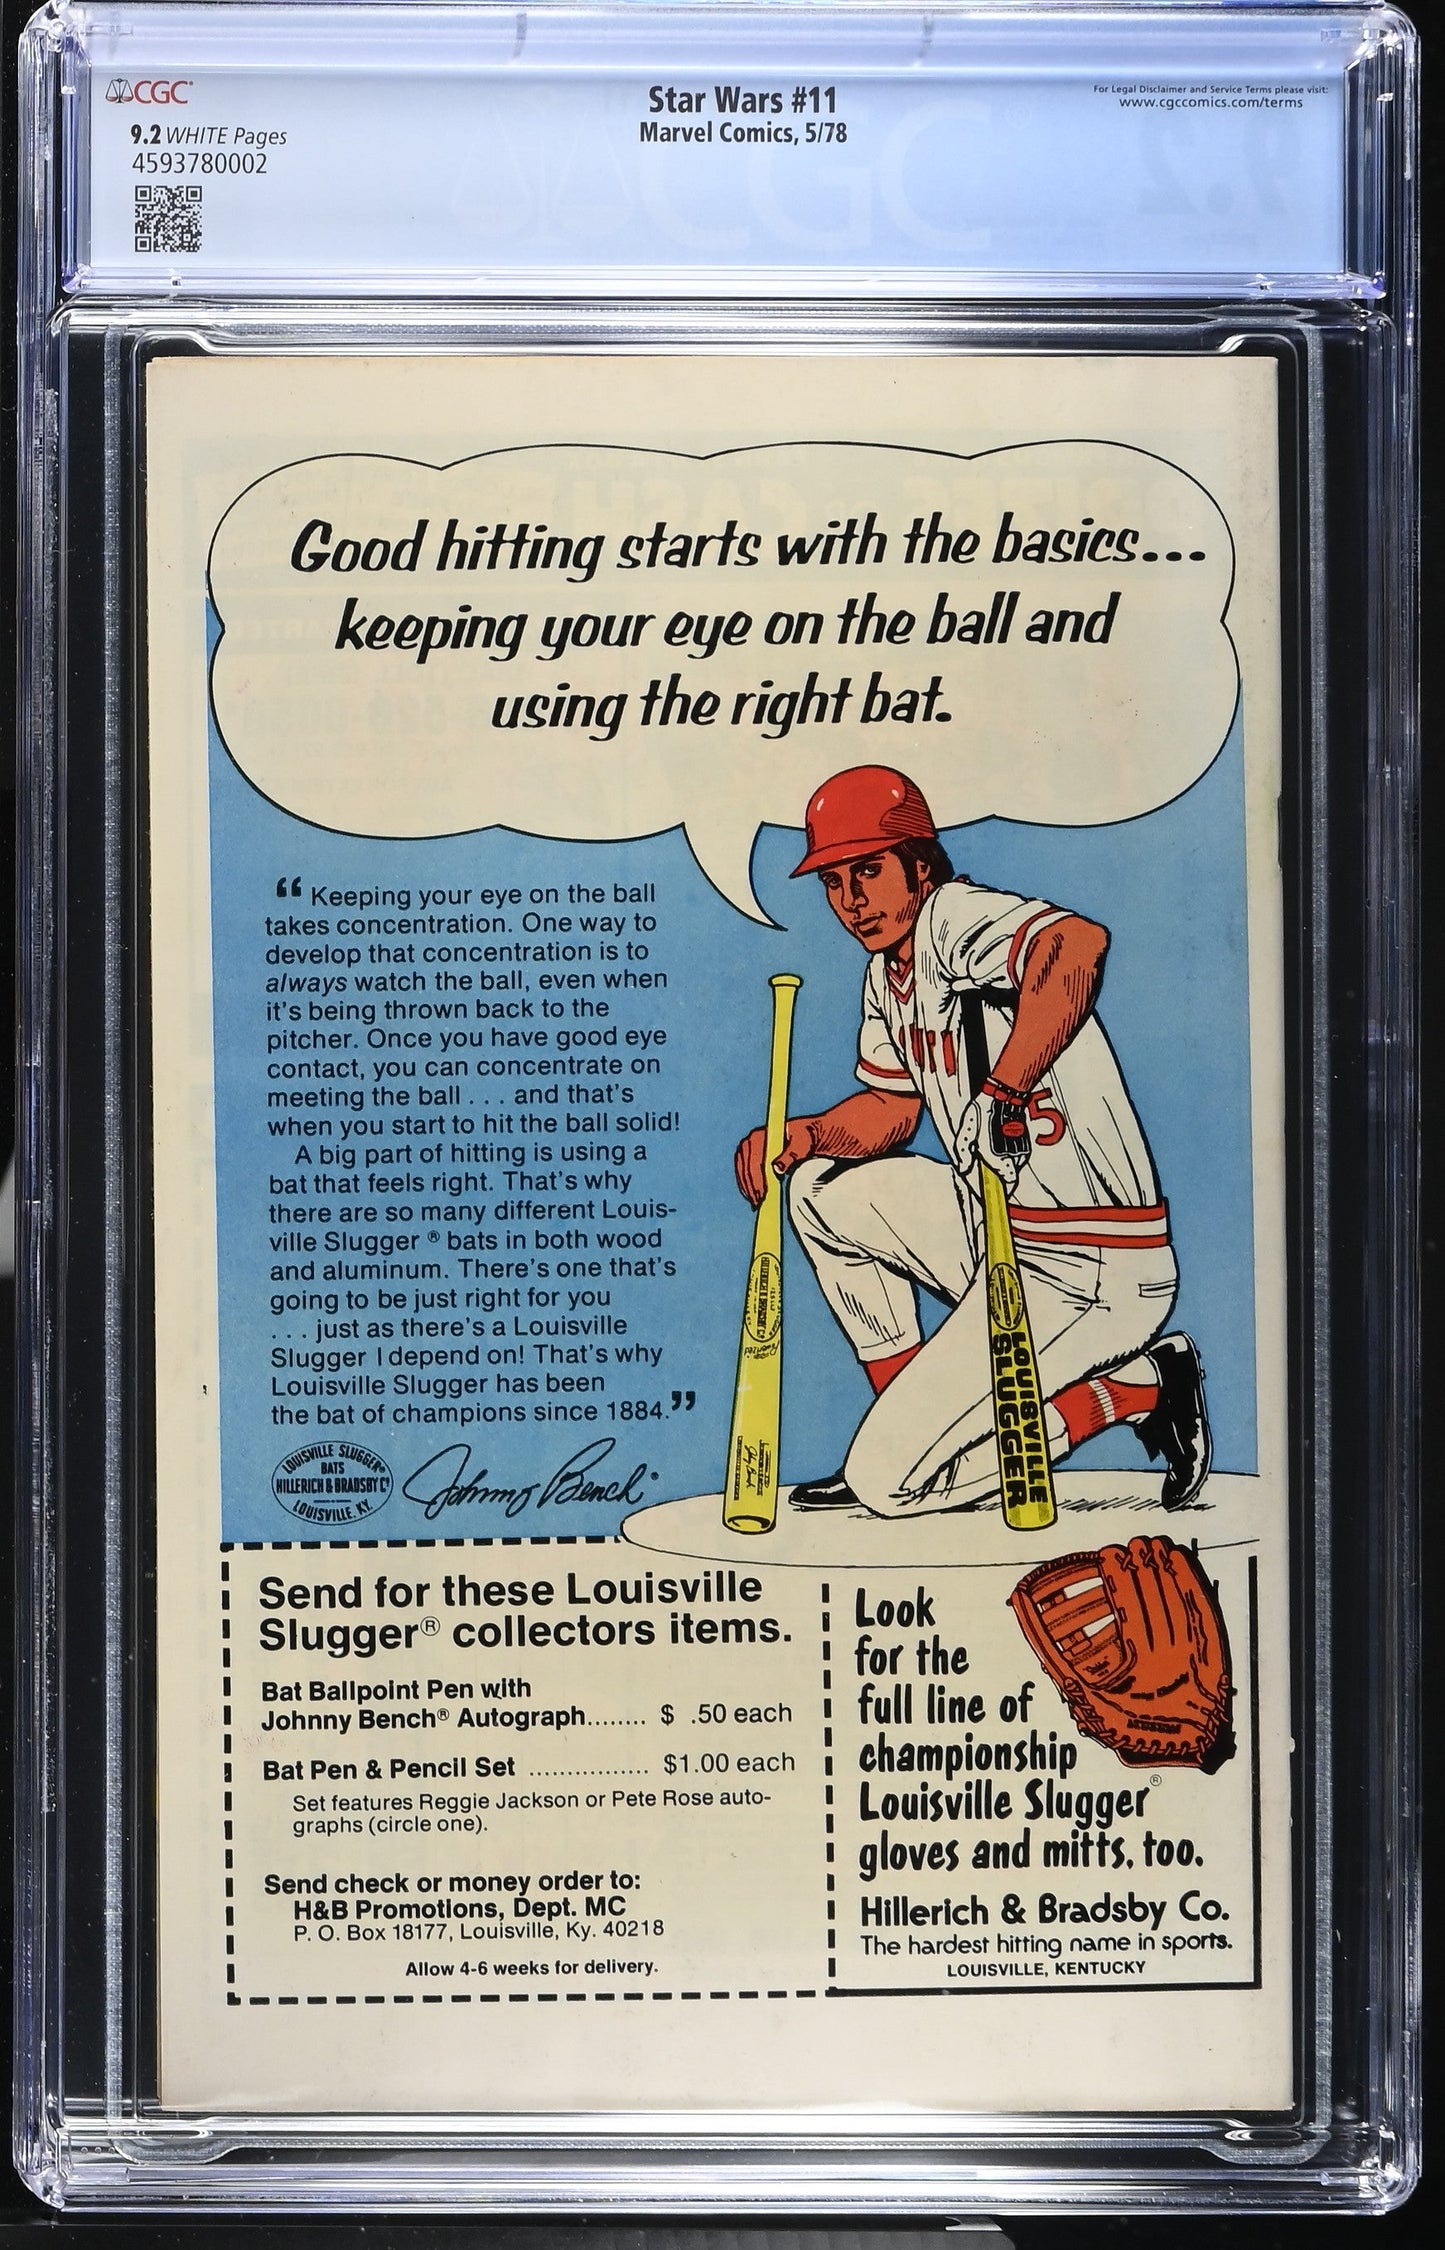 CGC
Star Wars #11
For Legal Disclaimer and Service Terms please visit:
9.2 WHITE Pages
Marvel Comics, 5/78
www.cgccomics.com/terms
4593780002
Good hitting starts with the basics...
keeping your eye on the ball and
using the right bat.
“Keeping your eye on the ball
takes concentration. One way to
develop that concentration is to
always watch the ball, even when
it's being thrown back to the
pitcher. Once you have good eye
contact, you can concentrate on
meeting the ball . . . and that's
when you start to hit the ball solid!
A big part of hitting is using a
bat that feels right. That's why
there are so many different Louis-
ville Slugger ® bats in both wood
and aluminum. There's one that's
going to be just right for you
. . . just as there's a Louisville
Slugger I depend on! That's why
Louisville Slugger has been
the bat of champions since 1884.”
LOUISVILLE SLUGGER®
BATS
HILLERICH & BRADSBY Cº
LOUISVILLE. KY.
Johnny Bench
5
LOUISVILLE
SLUGGER
Send for these Louisville
Slugger® collectors items.
Bat Ballpoint Pen with
Johnny Bench® Autograph........ $ .50 each
Bat Pen & Pencil Set ................ $1.00 each
Set features Reggie Jackson or Pete Rose auto-
graphs (circle one).
Send check or money order to:
H&B Promotions, Dept. MC
P. O. Box 18177, Louisville, Ky. 40218
Allow 4-6 weeks for delivery.
Look
for the
full line of
championship
Louisville Slugger®
gloves and mitts, too.
Hillerich & Bradsby Co.
The hardest hitting name in sports.
LOUISVILLE, KENTUCKY